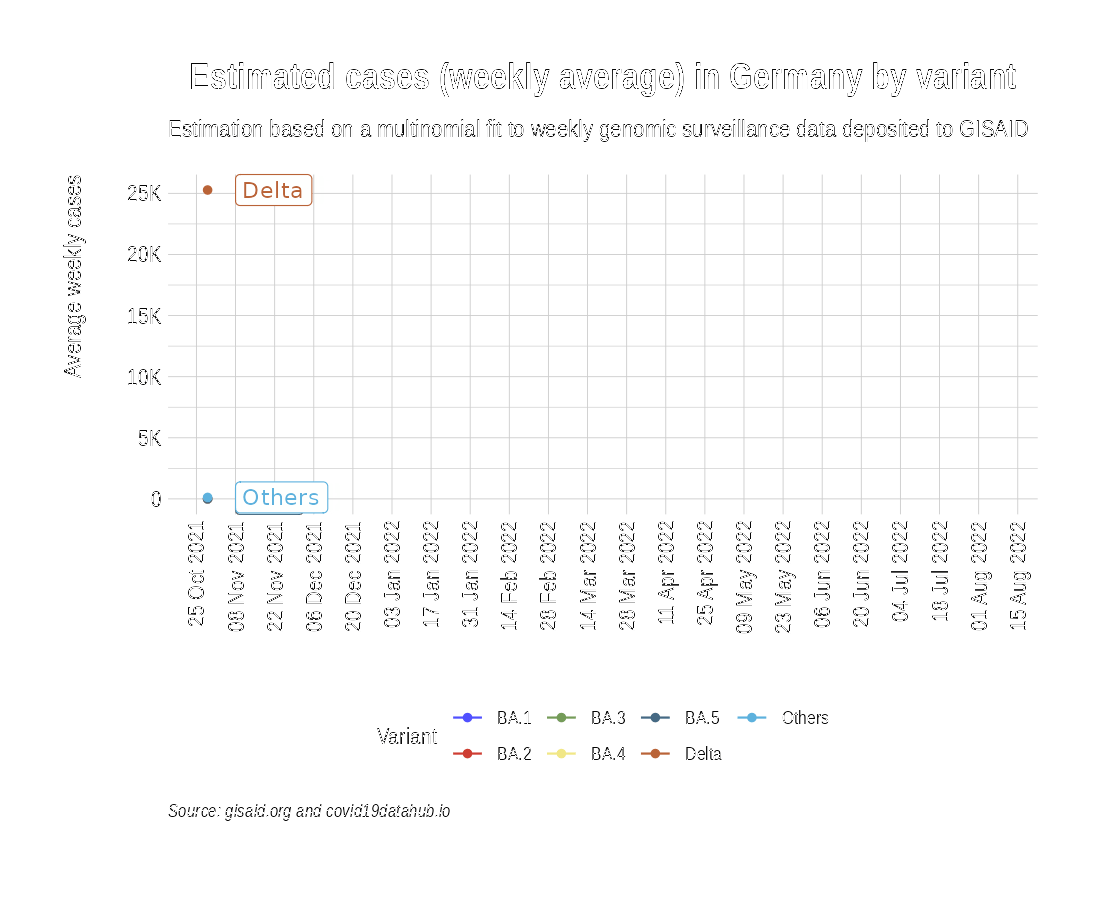 Estimated cases (weekly average) in Germany by variant
Estimation based on a multinomial fit to weekly genomic surveillance data deposited to GISAID
Average weekly cases
25K
20K
15K
10K
5K
0
Delta
Others
25 Oct 2021
08 Nov 2021
22 Nov 2021
06 Dec 2021
20 Dec 2021
03 Jan 2022
17 Jan 2022
31 Jan 2022
14 Feb 2022
28 Feb 2022
14 Mar 2022
28 Mar 2022
11 Apr 2022
25 Apr 2022
09 May 2022
23 May 2022
06 Jun 2022
20 Jun 2022
04 Jul 2022
18 Jul 2022
01 Aug 2022
15 Aug 2022
Variant
BA.1
BA.3
BA.5
Others
BA.2
BA.4
Delta
Source: gisaid.org and covid19datahub.io